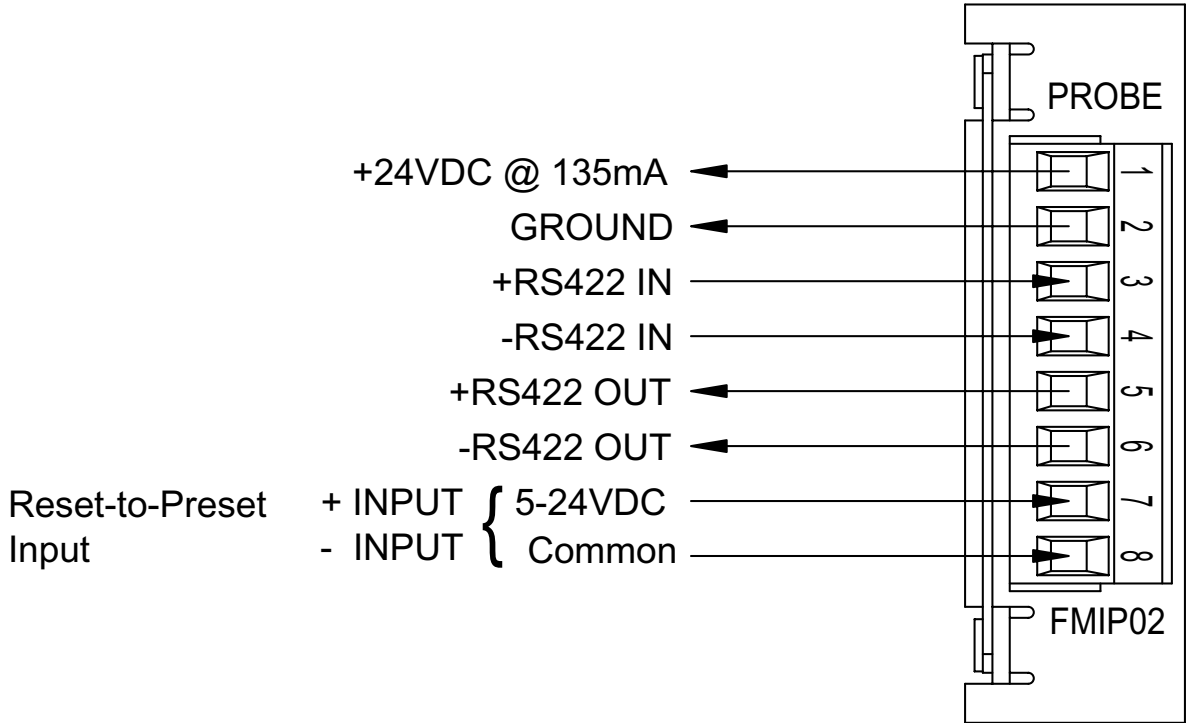 PROBE
+24VDC @ 135mA 1
GROUND 2
+RS422 IN 3
-RS422 IN 4
+RS422 OUT 5
-RS422 OUT 6
Reset-to-Preset + INPUT { 5-24VDC 7
Input - INPUT Common 8
FMIP02